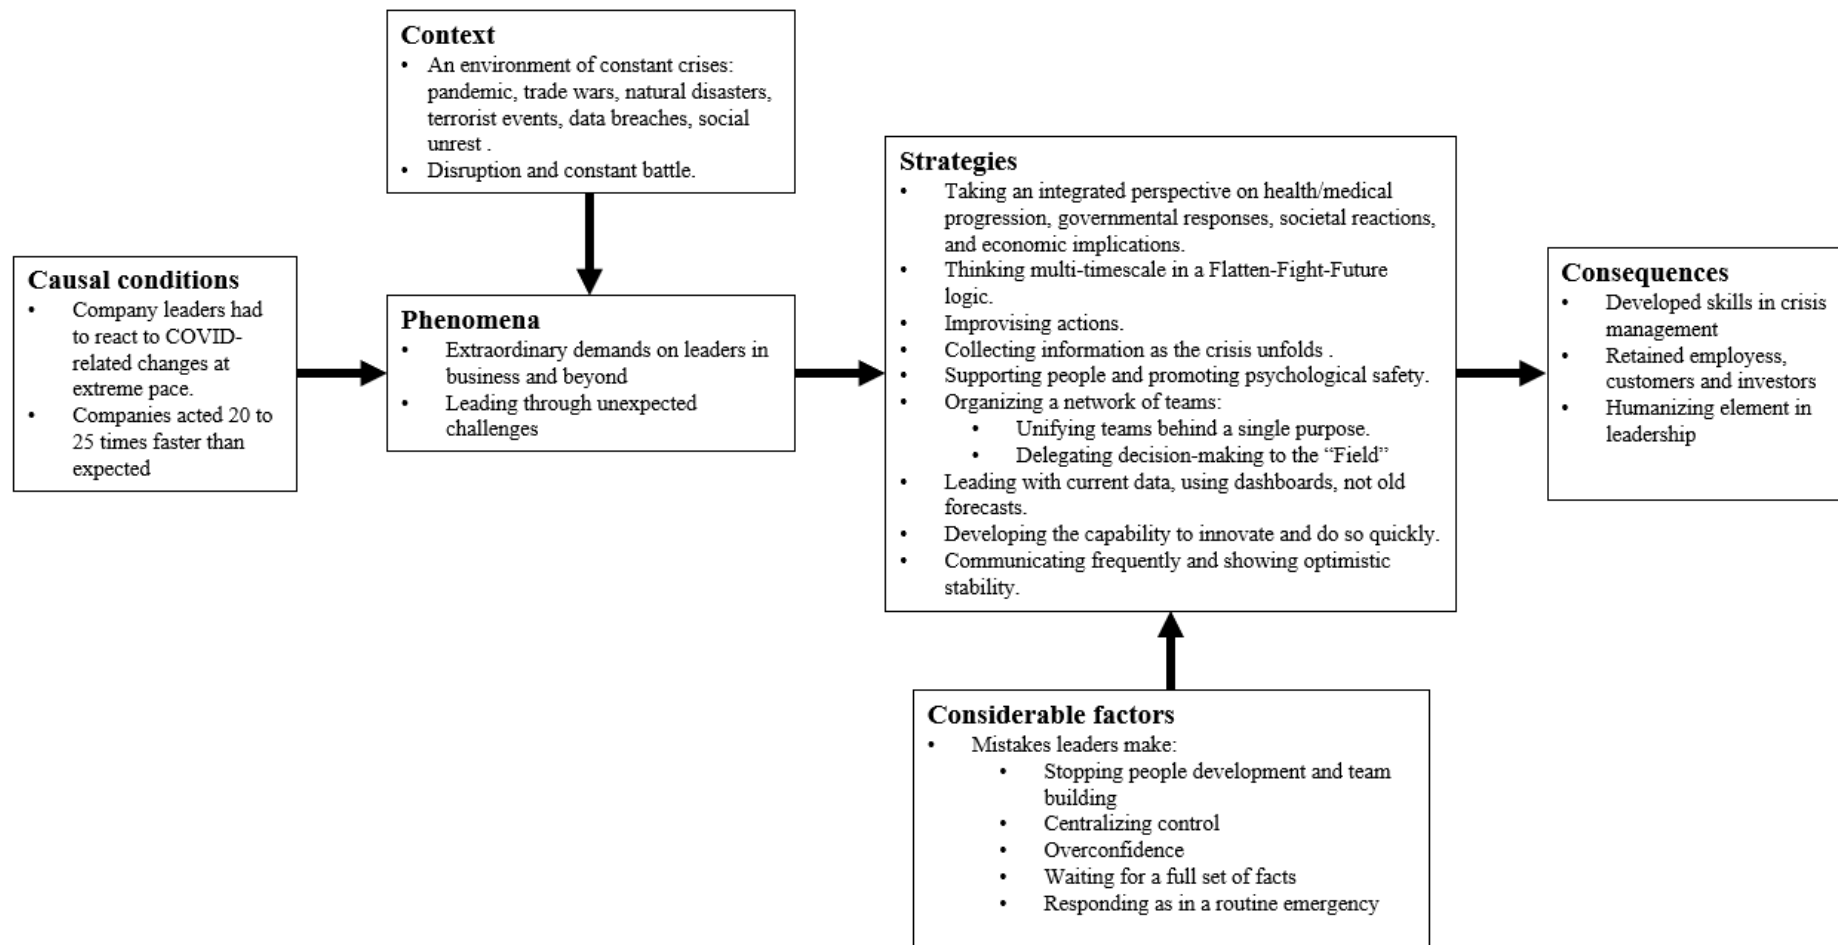 Context
• An environment of constant crises:
pandemic, trade wars, natural disasters,
terrorist events, data breaches, social
unrest .
• Disruption and constant battle.
Causal conditions
• Company leaders had
to react to COVID-
related changes at
extreme pace.
• Companies acted 20 to
25 times faster than
expected
Phenomena
• Extraordinary demands on leaders in
business and beyond
• Leading through unexpected
challenges
Strategies
• Taking an integrated perspective on health/medical
progression, governmental responses, societal reactions,
and economic implications.
• Thinking multi-timescale in a Flatten-Fight-Future
logic.
• Improvising actions.
• Collecting information as the crisis unfolds .
• Supporting people and promoting psychological safety.
• Organizing a network of teams:
• Unifying teams behind a single purpose.
• Delegating decision-making to the “Field”
• Leading with current data, using dashboards, not old
forecasts.
• Developing the capability to innovate and do so quickly.
• Communicating frequently and showing optimistic
stability.
Consequences
• Developed skills in crisis
management
• Retained employess,
customers and investors
• Humanizing element in
leadership
Considerable factors
• Mistakes leaders make:
• Stopping people development and team
building
• Centralizing control
• Overconfidence
• Waiting for a full set of facts
• Responding as in a routine emergency